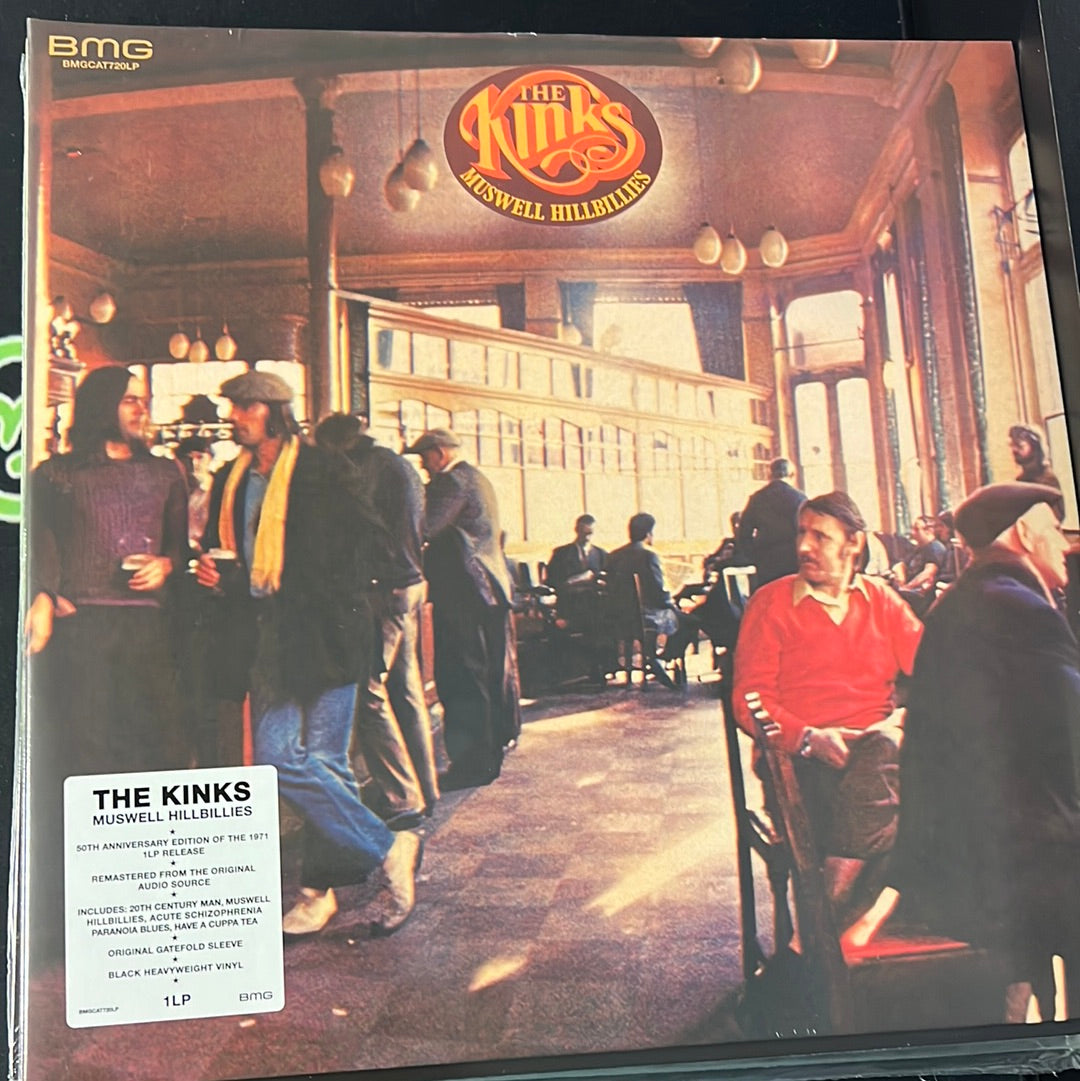 BMG
BMGCAT720LP
THE
Kinks
MUSWELL HILLBILLIES
THE KINKS
MUSWELL HILLBILLIES
★
50TH ANNIVERSARY EDITION OF THE 1971
1LP RELEASE
★
REMASTERED FROM THE ORIGINAL
AUDIO SOURCE
★
INCLUDES: 20TH CENTURY MAN, MUSWELL
HILLBILLIES, ACUTE SCHIZOPHRENIA
PARANOIA BLUES, HAVE A CUPPA TEA
★
ORIGINAL GATEFOLD SLEEVE
★
BLACK HEAVYWEIGHT VINYL
★
BMGCAT720LP
1LP
BMG